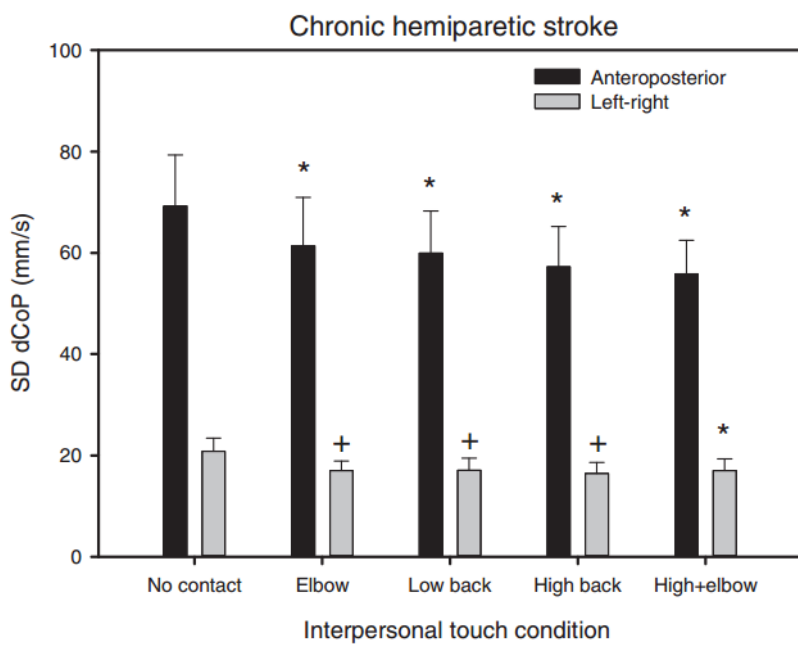 Chronic hemiparetic stroke
Anteroposterior
Left-right
100
80
60
40
20
0
SD dCoP (mm/s)
*
*
*
*
+
+
+
*
No contact Elbow Low back High back High+elbow
Interpersonal touch condition